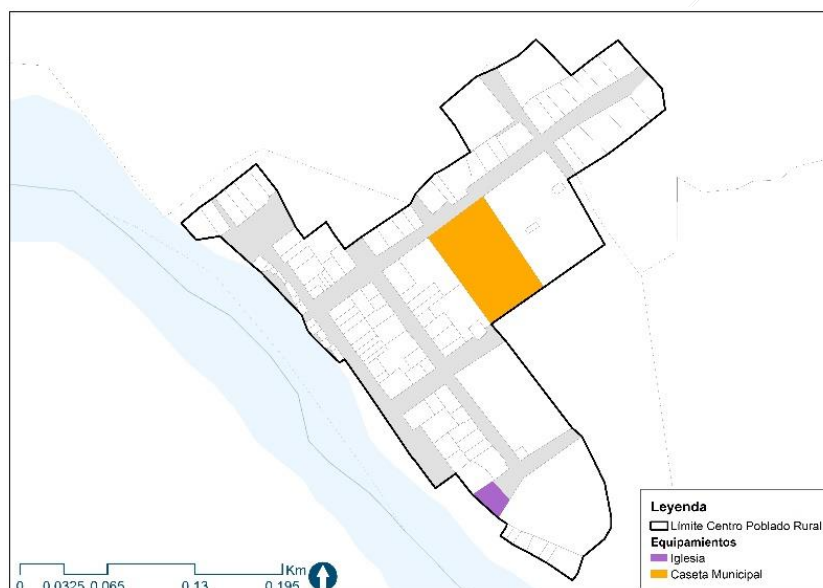 Leyenda
Límite Centro Poblado Rural
Equipamientos
Iglesia
Caseta Municipal
Km
0 0.0325 0.065 0.13 0.195